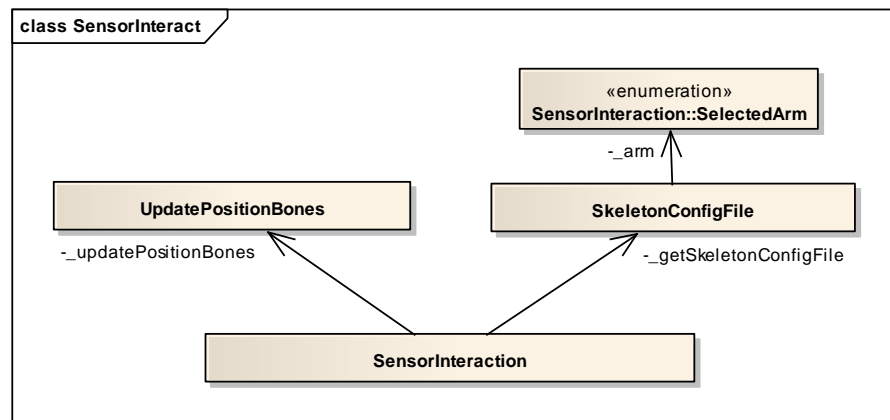 class SensorInteract
«enumeration»
SensorInteraction::SelectedArm
-_arm
UpdatePositionBones
SkeletonConfigFile
-_updatePositionBones
-_getSkeletonConfigFile
SensorInteraction